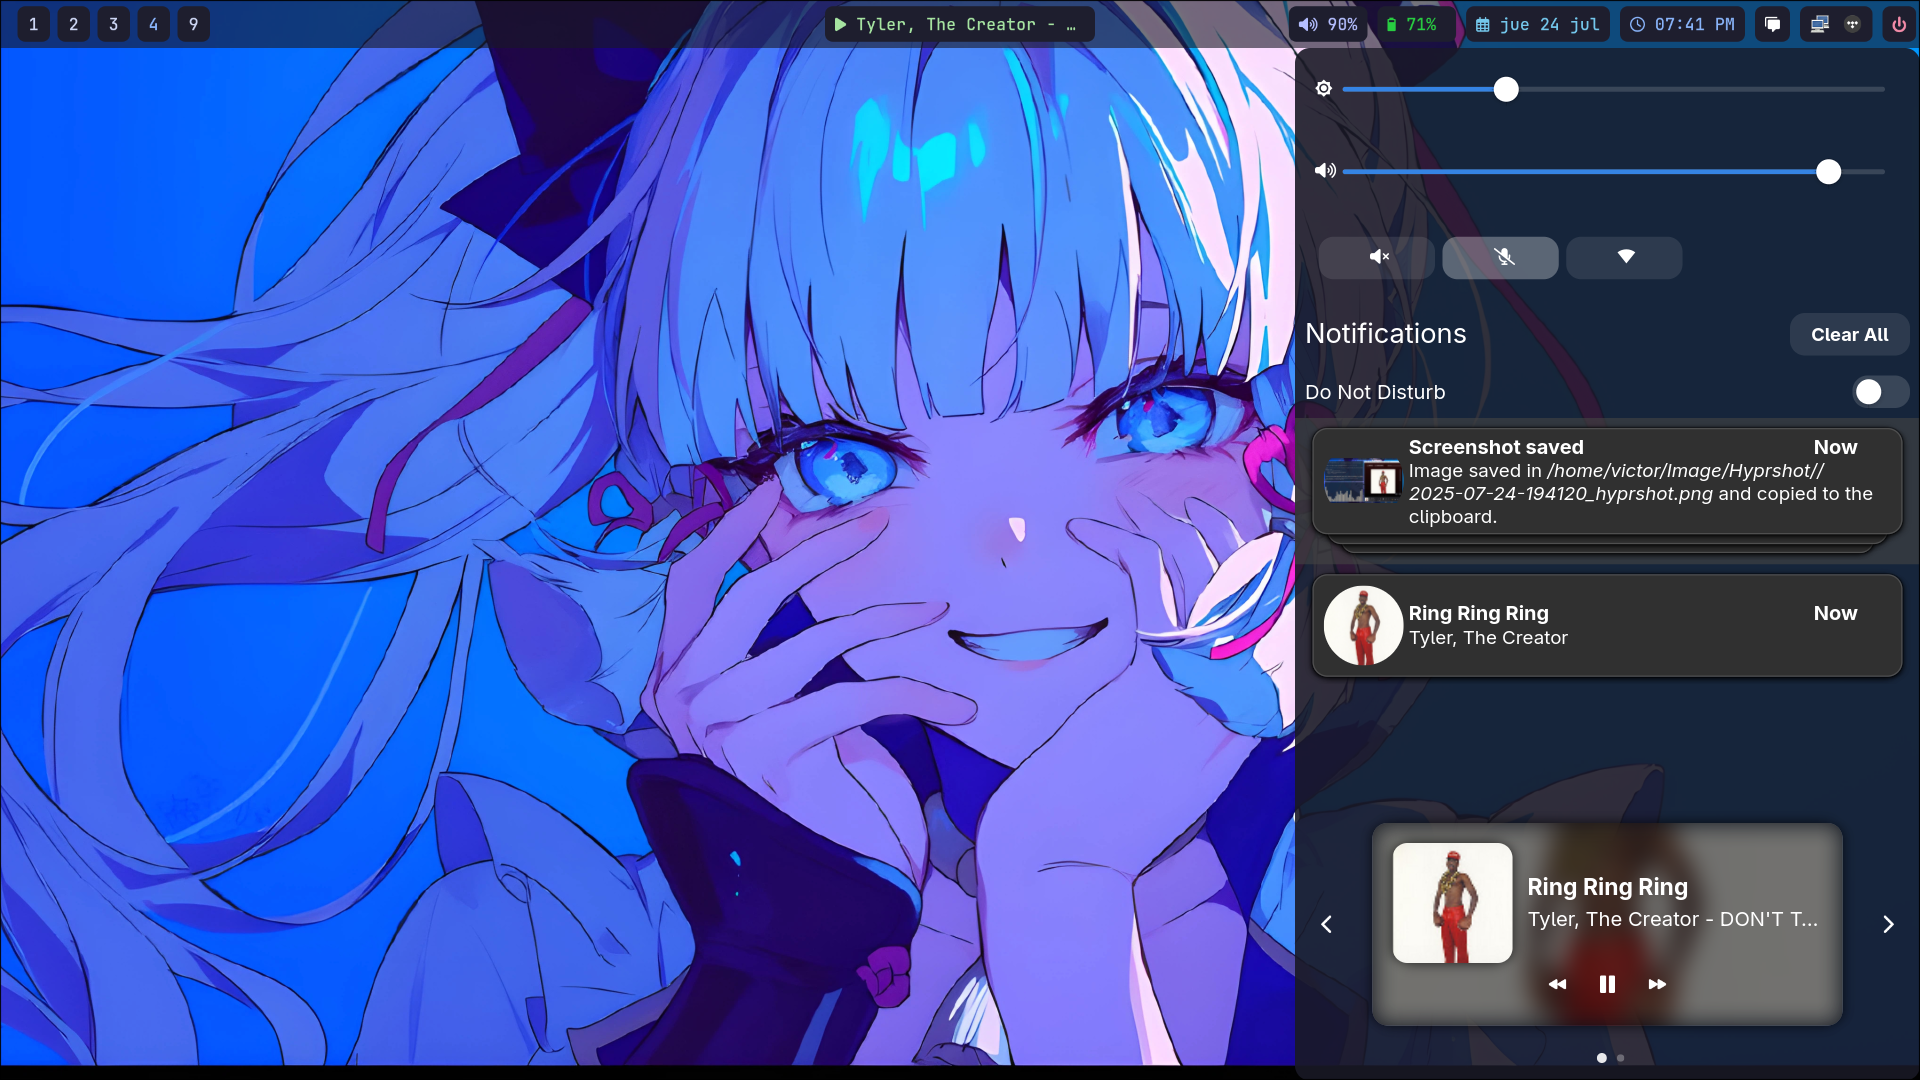 1 2 3 4 9
Tyler, The Creator - …
90%
71%
jue 24 jul
07:41 PM
Notifications
Clear All
Do Not Disturb
Screenshot saved Now
Image saved in /home/victor/Image/Hyprshot//
2025-07-24-194120_hyprshot.png and copied to the
clipboard.
Ring Ring Ring Now
Tyler, The Creator
Ring Ring Ring
Tyler, The Creator - DON'T T...